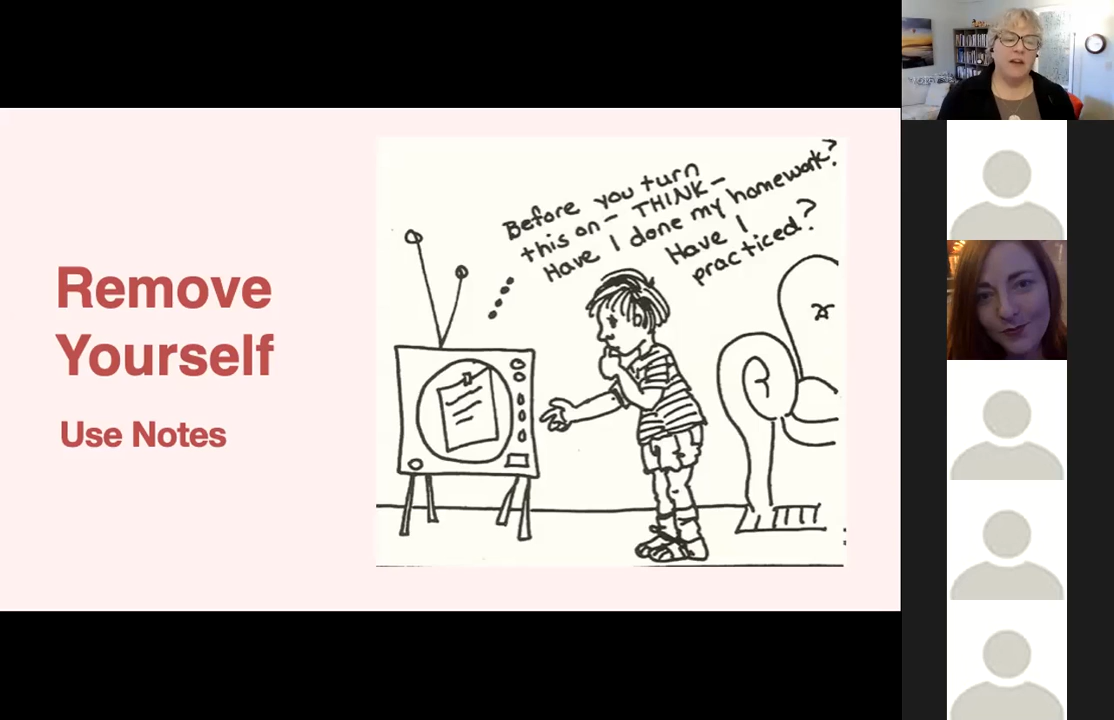 Remove
Yourself
Use Notes
Before you turn
this on - THINK -
Have I done my homework?
Have I
practiced?